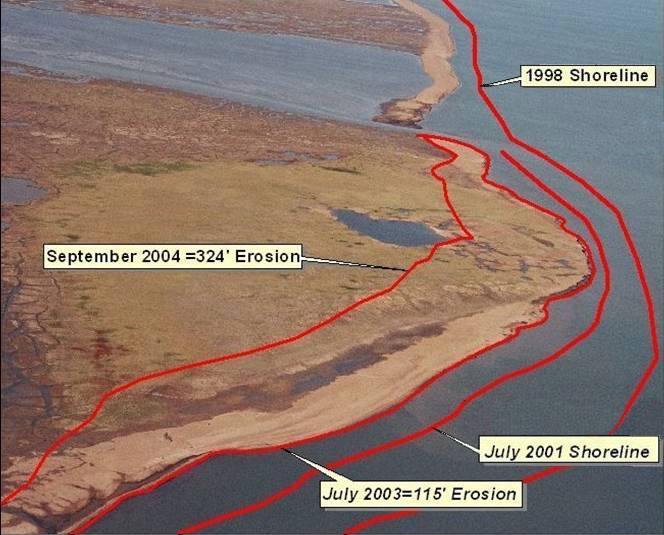 1998 Shoreline
September 2004 =324' Erosion
July 2001 Shoreline
July 2003=115' Erosion